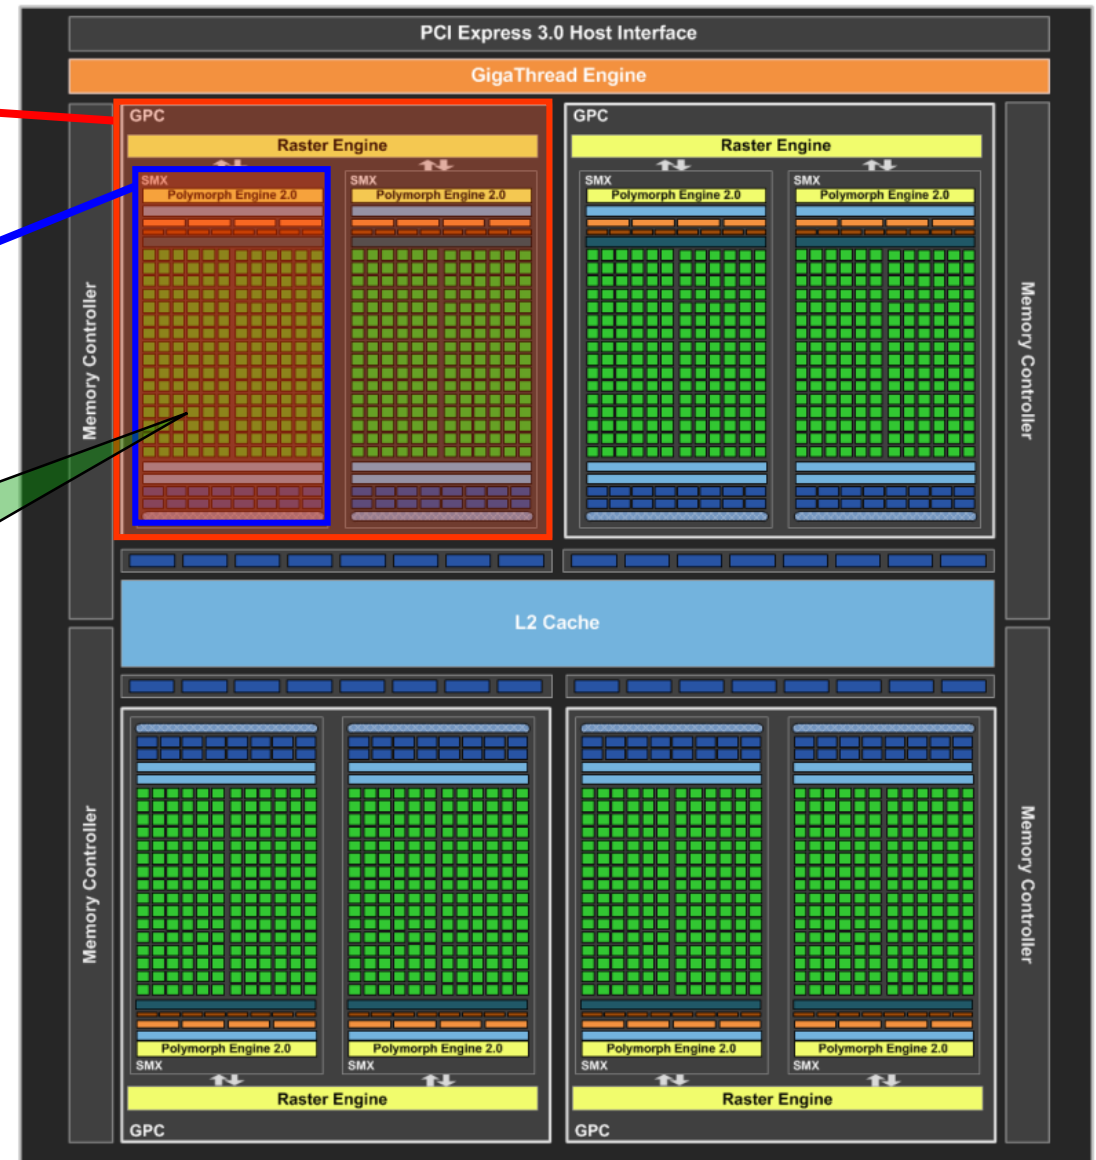 PCI Express 3.0 Host Interface
GigaThread Engine
GPC
Raster Engine
SMX
Polymorph Engine 2.0
SMX
Polymorph Engine 2.0
GPC
Raster Engine
SMX
Polymorph Engine 2.0
SMX
Polymorph Engine 2.0
Memory Controller
Memory Controller
L2 Cache
Memory Controller
Memory Controller
Polymorph Engine 2.0
SMX
Polymorph Engine 2.0
SMX
Raster Engine
GPC
Polymorph Engine 2.0
SMX
Polymorph Engine 2.0
SMX
Raster Engine
GPC